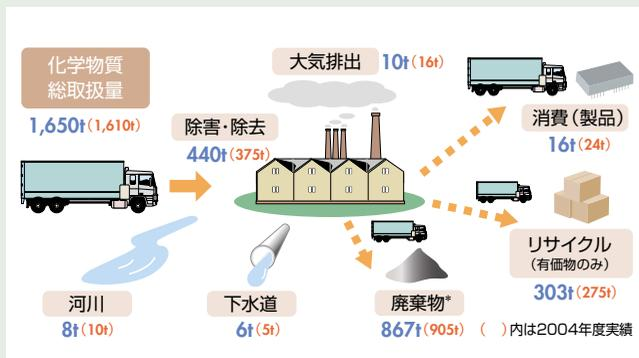 化学物質
総取扱量
1,650t(1,610t)
除害・除去
440t(375t)
大気排出 10t(16t)
消費(製品)
16t(24t)
リサイクル
(有価物のみ)
303t(275t)
河川
8t(10t)
下水道
6t(5t)
廃棄物*
867t(905t)
( )内は2004年度実績